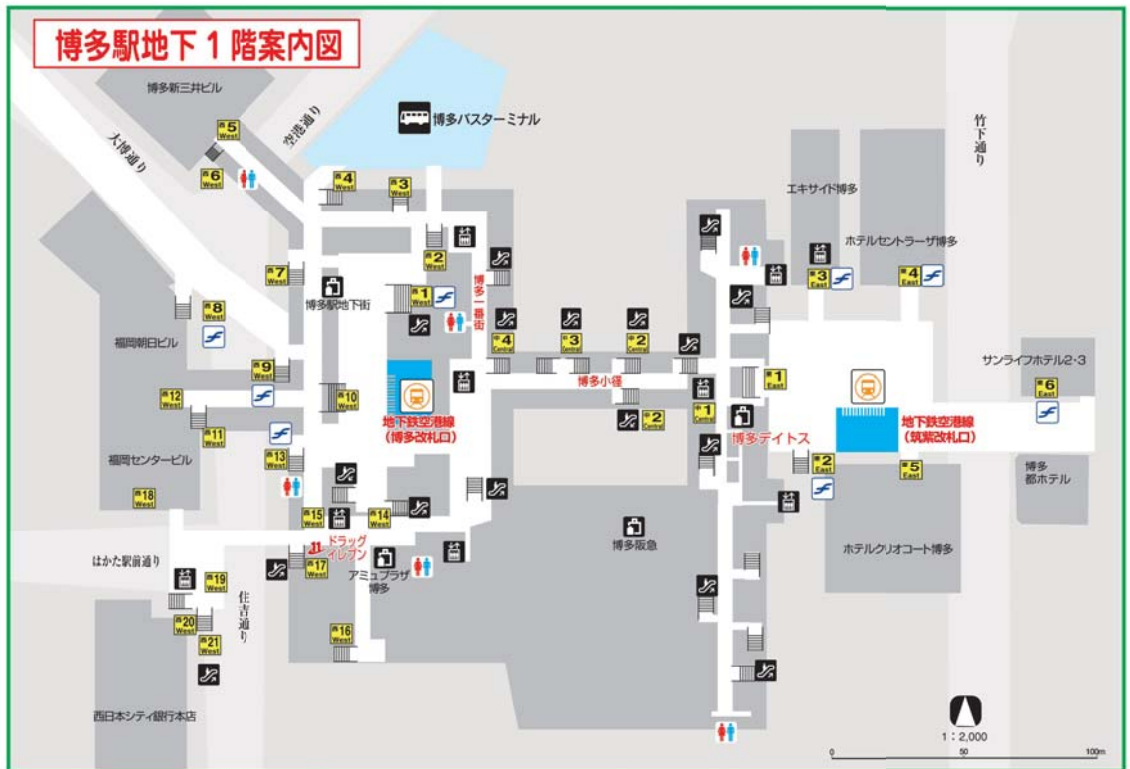 博多駅地下1階案内図
博多新三井ビル
大博通り
空港通り
博多バスターミナル
竹下通り
西5
West
西6
West
西4
West
西3
West
エキサイド博多
ホテルセントラーザ博多
西7
West
西2
West
東3
East
東4
East
西8
West
博多駅地下街
西1
West
博多一番街
福岡朝日ビル
中4
Central
中3
Central
中2
Central
サンライフホテル2・3
西9
West
博多小径
東1
East
東6
East
西12
West
西10
West
地下鉄空港線
(博多改札口)
中2
Central
中1
Central
博多デイトス
地下鉄空港線
(筑紫改札口)
西11
West
福岡センタービル
西13
West
東2
East
東5
East
博多
都ホテル
西18
West
西15
West
西14
West
博多阪急
ホテルクリオコート博多
はかた駅前通り
ドラッグ
イレブン
西17
West
アミュプラザ
博多
西19
West
住吉通り
西20
West
西21
West
西16
West
西日本シティ銀行本店
1:2,000
0 50 100m